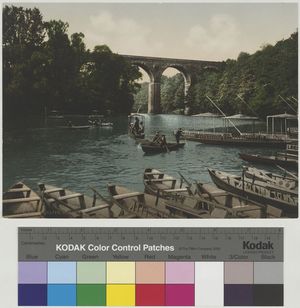 KODAK Color Control Patches
Kodak
Blue Cyan Green Yellow Red Magenta White 3/Color Black